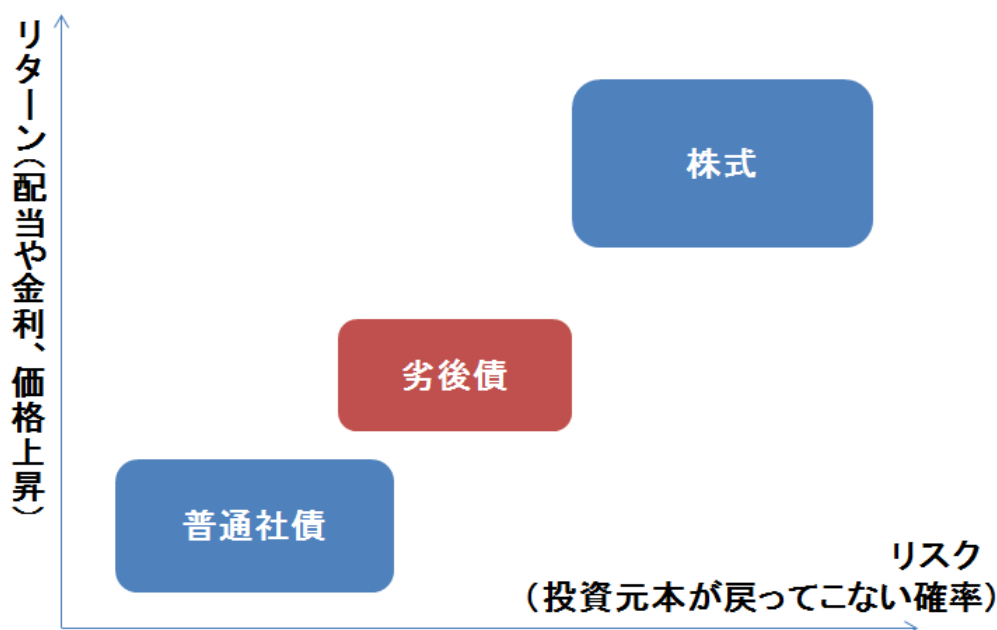 リターン（配当や金利、価格上昇）
株式
劣後債
普通社債
リスク
（投資元本が戻ってこない確率）